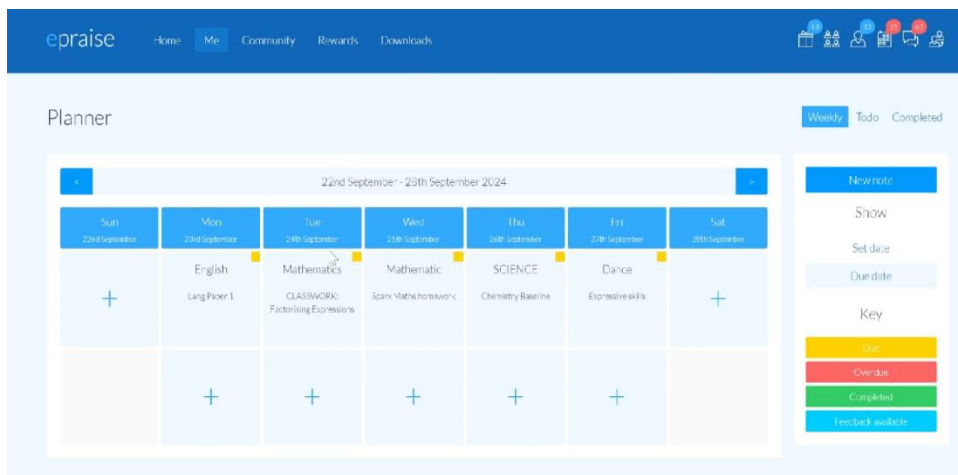 epraise
Home Me Community Rewards Downloads
Planner
Weekly Todo Completed
< 22nd September - 28th September 2024 >
New note
Show
Set date
Due date
Key
Due
Overdue
Completed
Feedback available
Sun Mon Tue Wed Thu Fri Sat
22nd September 23rd September 24th September 25th September 26th September 27th September 28th September
English Mathematics Mathematic SCIENCE Dance
Lang Paper 1 CLASSWORK: Sparx Maths homework Chemistry Baseline Expressive skills
Factorising Expressions
+ +
+ + + + +